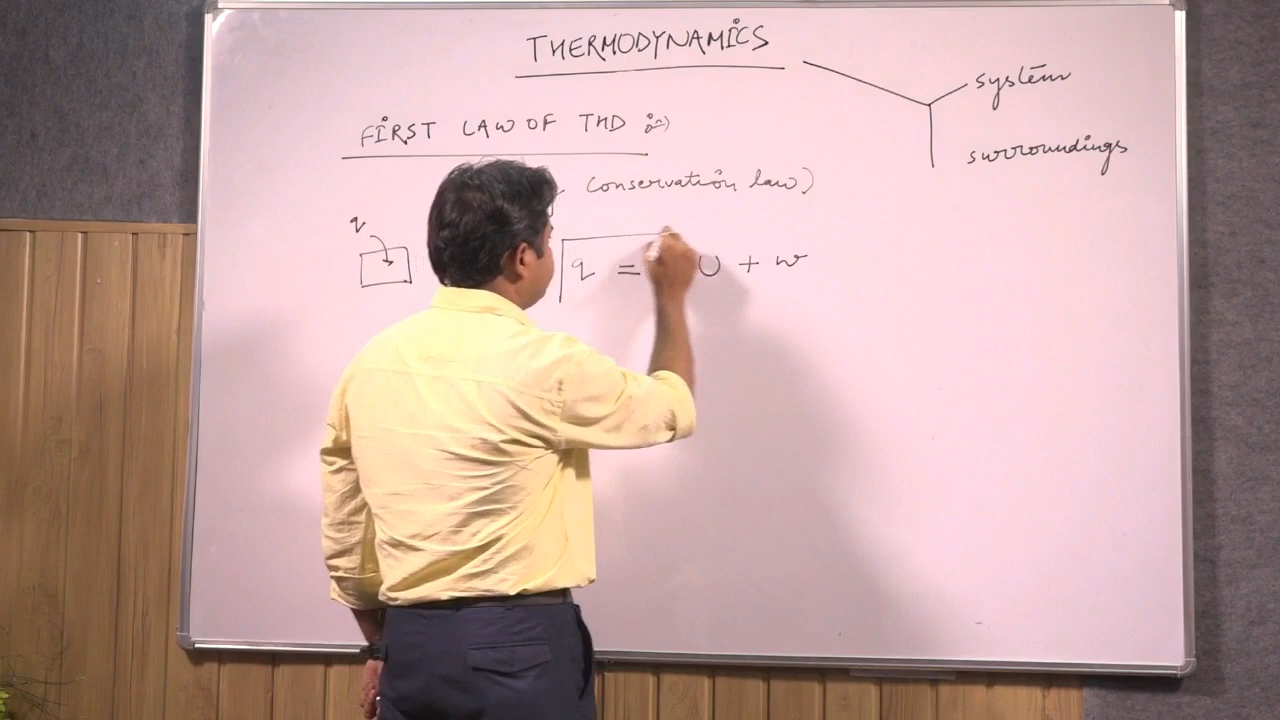 THERMODYNAMICS
system
surroundings
FIRST LAW OF THD
conservation law)
q
q = U + w